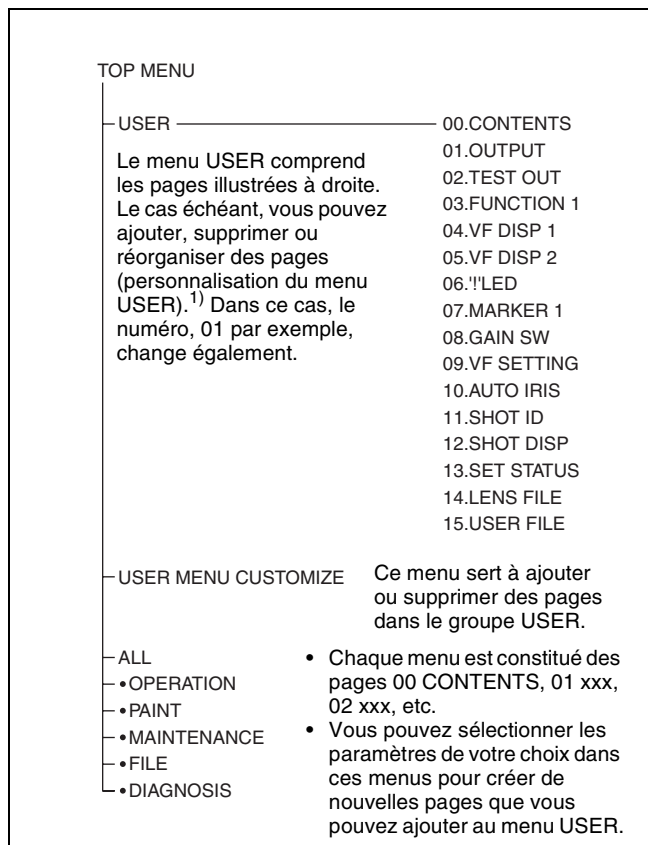 TOP MENU
USER
00.CONTENTS
01.OUTPUT
02.TEST OUT
03.FUNCTION 1
04.VF DISP 1
05.VF DISP 2
06.'!'LED
07.MARKER 1
08.GAIN SW
09.VF SETTING
10.AUTO IRIS
11.SHOT ID
12.SHOT DISP
13.SET STATUS
14.LENS FILE
15.USER FILE
Le menu USER comprend
les pages illustrées à droite.
Le cas échéant, vous pouvez
ajouter, supprimer ou
réorganiser des pages
(personnalisation du menu
USER).1) Dans ce cas, le
numéro, 01 par exemple,
change également.
USER MENU CUSTOMIZE
Ce menu sert à ajouter
ou supprimer des pages
dans le groupe USER.
ALL
•OPERATION
•PAINT
•MAINTENANCE
•FILE
•DIAGNOSIS
• Chaque menu est constitué des
pages 00 CONTENTS, 01 xxx,
02 xxx, etc.
• Vous pouvez sélectionner les
paramètres de votre choix dans
ces menus pour créer de
nouvelles pages que vous
pouvez ajouter au menu USER.